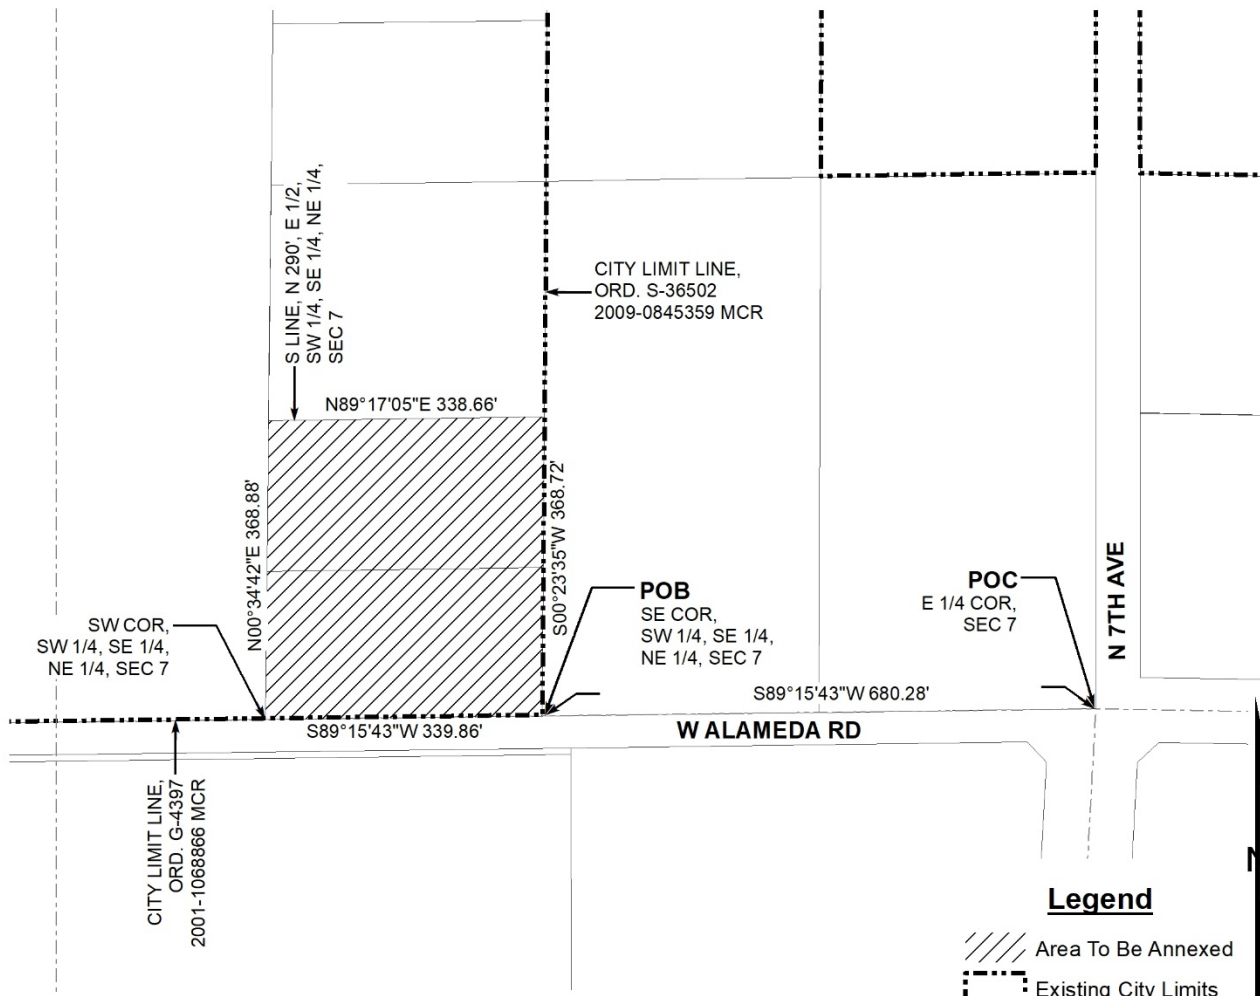 S LINE, N 290', E 1/2,
SW 1/4, SE 1/4, NE 1/4,
SEC 7
CITY LIMIT LINE,
ORD. S-36502
2009-0845359 MCR
N89°17'05"E 338.66'
N00°34'42"E 368.88'
S00°23'35"W 368.72'
SW COR,
SW 1/4, SE 1/4,
NE 1/4, SEC 7
POB
SE COR,
SW 1/4, SE 1/4,
NE 1/4, SEC 7
POC
E 1/4 COR,
SEC 7
N 7TH AVE
S89°15'43"W 680.28'
S89°15'43"W 339.86'
W ALAMEDA RD
CITY LIMIT LINE,
ORD. G-4397
2001-1068866 MCR
Legend
Area To Be Annexed
Existing City Limits